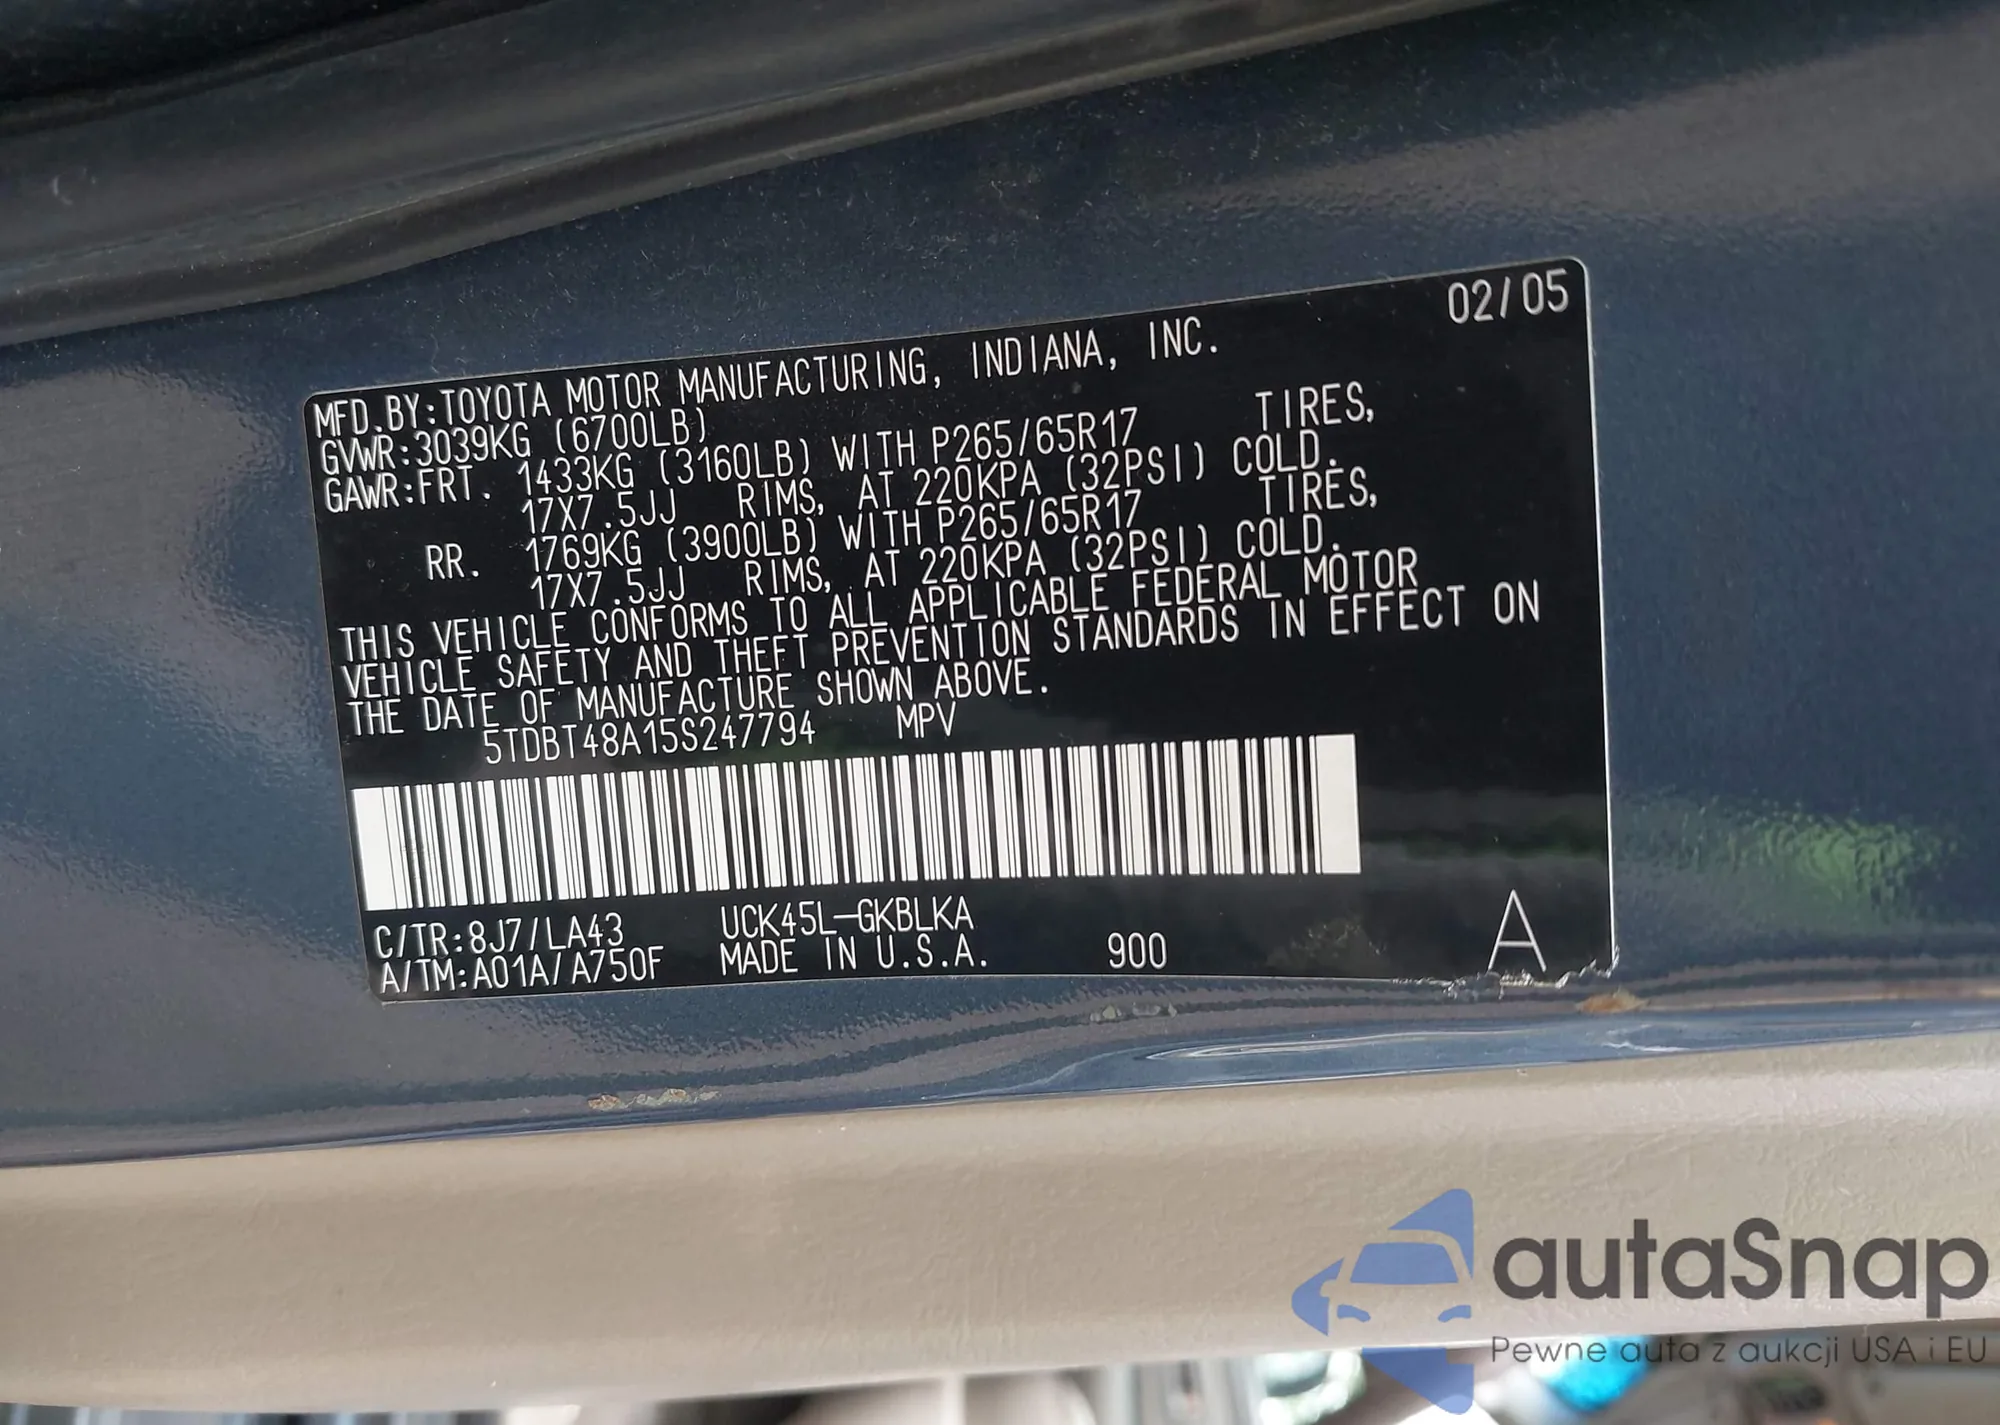 02/05
MFD.BY:TOYOTA MOTOR MANUFACTURING, INDIANA, INC.
GVWR:3039KG (6700LB)
GAWR:FRT. 1433KG (3160LB) WITH P265/65R17 TIRES,
17X7.5JJ RIMS, AT 220KPA (32PSI) COLD.
RR. 1769KG (3900LB) WITH P265/65R17 TIRES,
17X7.5JJ RIMS, AT 220KPA (32PSI) COLD.
THIS VEHICLE CONFORMS TO ALL APPLICABLE FEDERAL MOTOR
VEHICLE SAFETY AND THEFT PREVENTION STANDARDS IN EFFECT ON
THE DATE OF MANUFACTURE SHOWN ABOVE.
5TDBT48A15S247794 MPV
C/TR:8J7/LA43 UCK45L-GKBLKA
A/TM:A01A/A750F MADE IN U.S.A. 900 A
autaSnap
Pewne auta z aukcji USA i EU